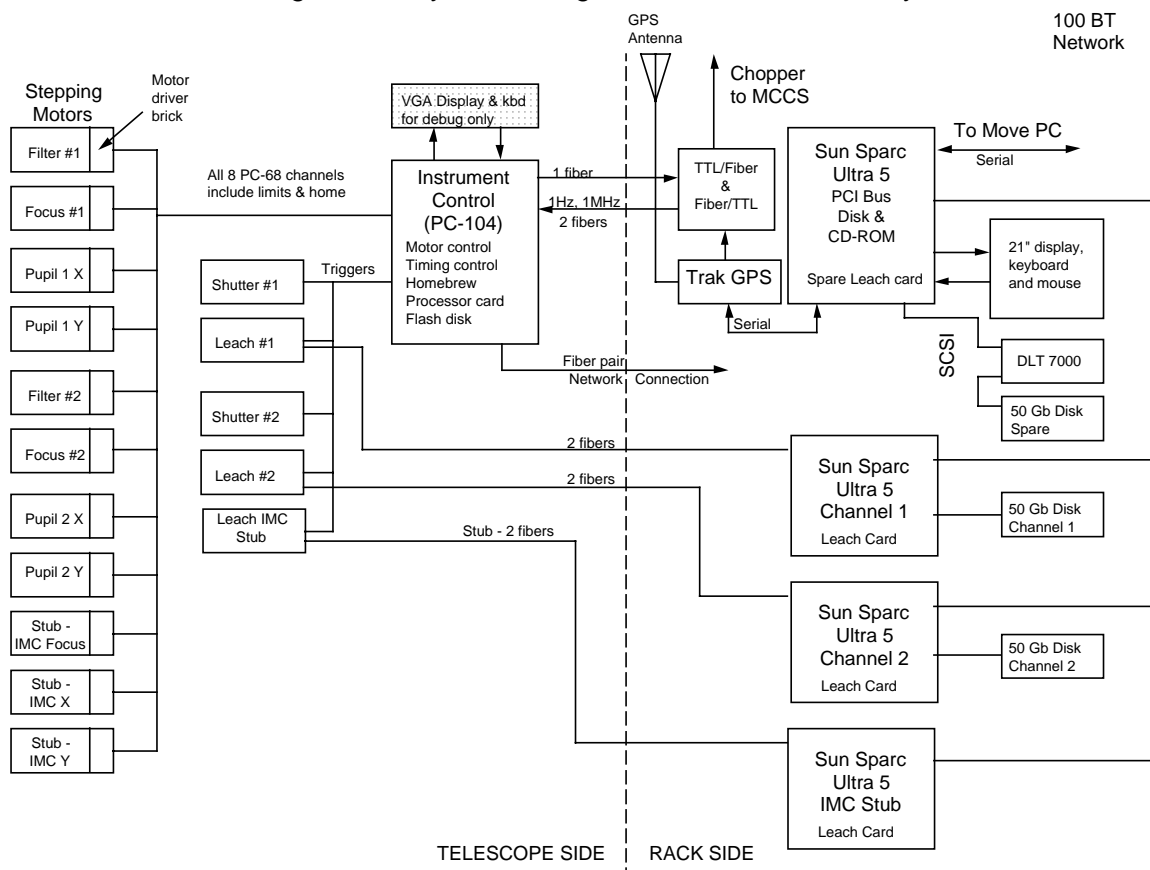 100 BT
Network
GPS
Antenna
Chopper
to MCCS
Stepping
Motors
Motor
driver
brick
Filter #1
Focus #1
Pupil 1 X
Pupil 1 Y
Filter #2
Focus #2
Pupil 2 X
Pupil 2 Y
Stub -
IMC Focus
Stub -
IMC X
Stub -
IMC Y
All 8 PC-68 channels
include limits & home
VGA Display & kbd
for debug only
Instrument
Control
(PC-104)
Motor control
Timing control
Homebrew
Processor card
Flash disk
Triggers
Shutter #1
Leach #1
Shutter #2
Leach #2
Leach IMC
Stub
1 fiber
1Hz, 1MHz
2 fibers
TTL/Fiber
&
Fiber/TTL
Trak GPS
Serial
Fiber pair
Network Connection
Sun Sparc
Ultra 5
PCI Bus
Disk &
CD-ROM
Spare Leach card
To Move PC
Serial
21" display,
keyboard
and mouse
SCSI
DLT 7000
50 Gb Disk
Spare
2 fibers
2 fibers
Stub - 2 fibers
Sun Sparc
Ultra 5
Channel 1
Leach Card
50 Gb Disk
Channel 1
Sun Sparc
Ultra 5
Channel 2
Leach Card
50 Gb Disk
Channel 2
Sun Sparc
Ultra 5
IMC Stub
Leach Card
TELESCOPE SIDE
RACK SIDE